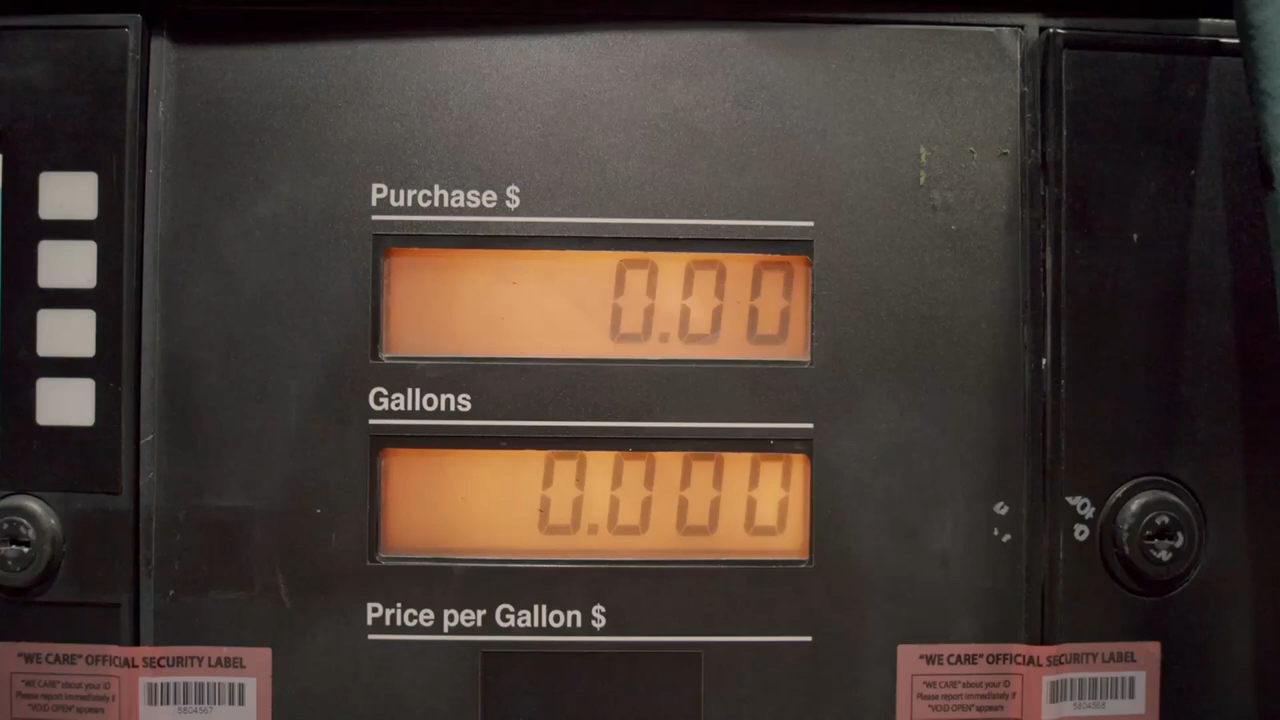 Purchase $
0.00
Gallons
0.000
Price per Gallon $
"WE CARE" OFFICIAL SECURITY LABEL
"WE CARE" about your ID
Please report immediately if
"VOID OPEN" appears
5804567
"WE CARE" OFFICIAL SECURITY LABEL
"WE CARE" about your ID
Please report immediately if
"VOID OPEN" appears
5804568